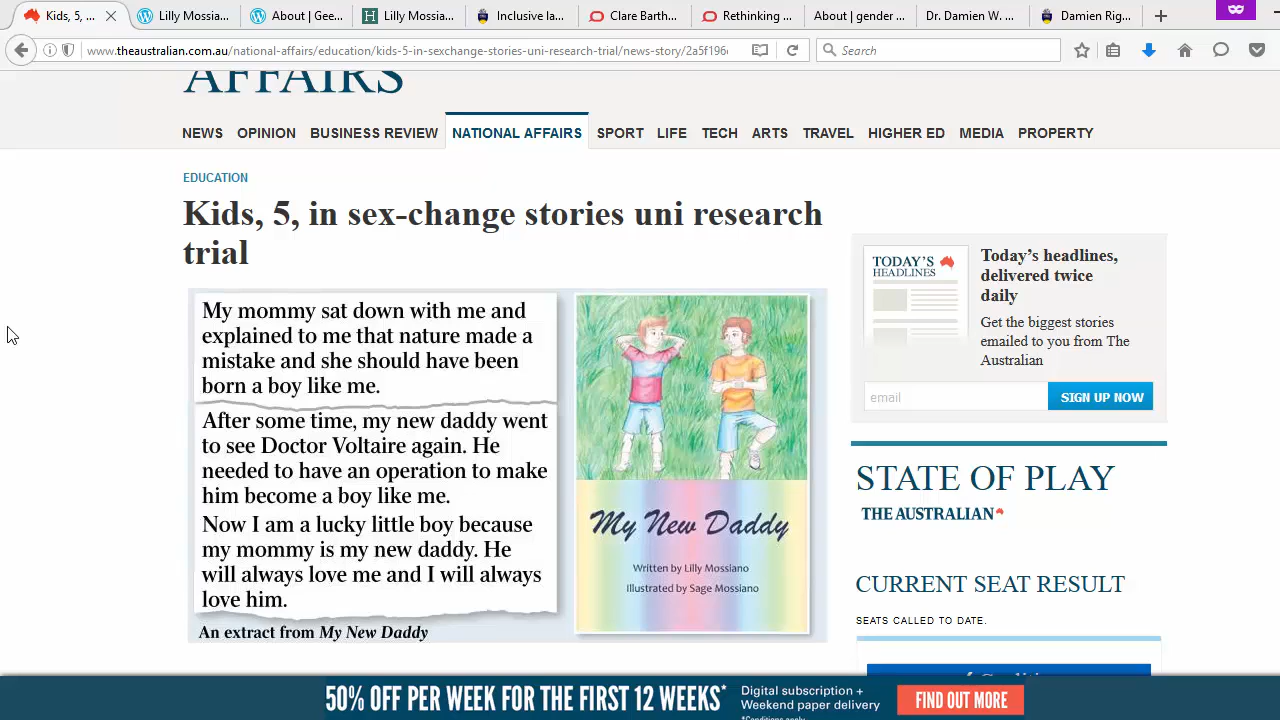 Kids, 5, ...
Lilly Mossia...
About | Gee...
Lilly Mossia...
Inclusive la...
Clare Barth...
Rethinking ...
About | gender ...
Dr. Damien W. ...
Damien Rig...
www.theaustralian.com.au/national-affairs/education/kids-5-in-sexchange-stories-uni-research-trial/news-story/2a5f196
Search
AFFAIRS
NEWS OPINION BUSINESS REVIEW NATIONAL AFFAIRS SPORT LIFE TECH ARTS TRAVEL HIGHER ED MEDIA PROPERTY
EDUCATION
Kids, 5, in sex-change stories uni research
trial
My mommy sat down with me and
explained to me that nature made a
mistake and she should have been
born a boy like me.
After some time, my new daddy went
to see Doctor Voltaire again. He
needed to have an operation to make
him become a boy like me.
Now I am a lucky little boy because
my mommy is my new daddy. He
will always love me and I will always
love him.
An extract from My New Daddy
My New Daddy
Written by Lilly Mossiano
Illustrated by Sage Mossiano
TODAY'S
HEADLINES
Today's headlines,
delivered twice
daily
Get the biggest stories
emailed to you from The
Australian
email
SIGN UP NOW
STATE OF PLAY
THE AUSTRALIAN
CURRENT SEAT RESULT
SEATS CALLED TO DATE.
50% OFF PER WEEK FOR THE FIRST 12 WEEKS*
Digital subscription +
Weekend paper delivery
*Conditions apply
FIND OUT MORE